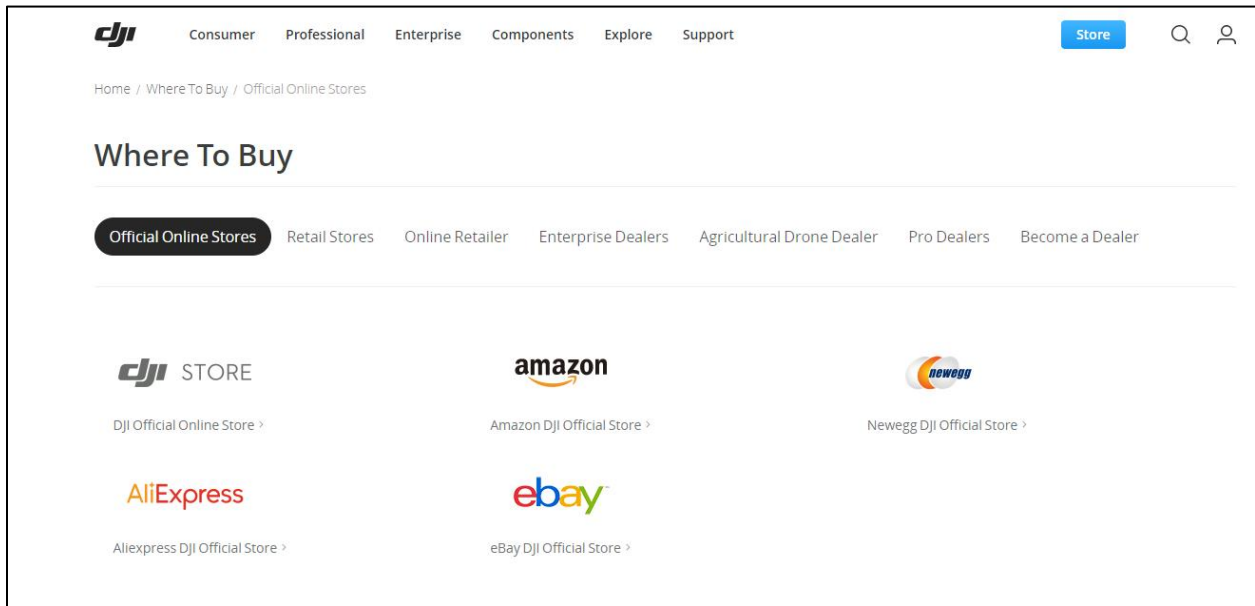 dji Consumer Professional Enterprise Components Explore Support Store
Home / Where To Buy / Official Online Stores
Where To Buy
Official Online Stores Retail Stores Online Retailer Enterprise Dealers Agricultural Drone Dealer Pro Dealers Become a Dealer
dji STORE amazon newegg
DJI Official Online Store > Amazon DJI Official Store > Newegg DJI Official Store >
AliExpress ebay
Aliexpress DJI Official Store > eBay DJI Official Store >